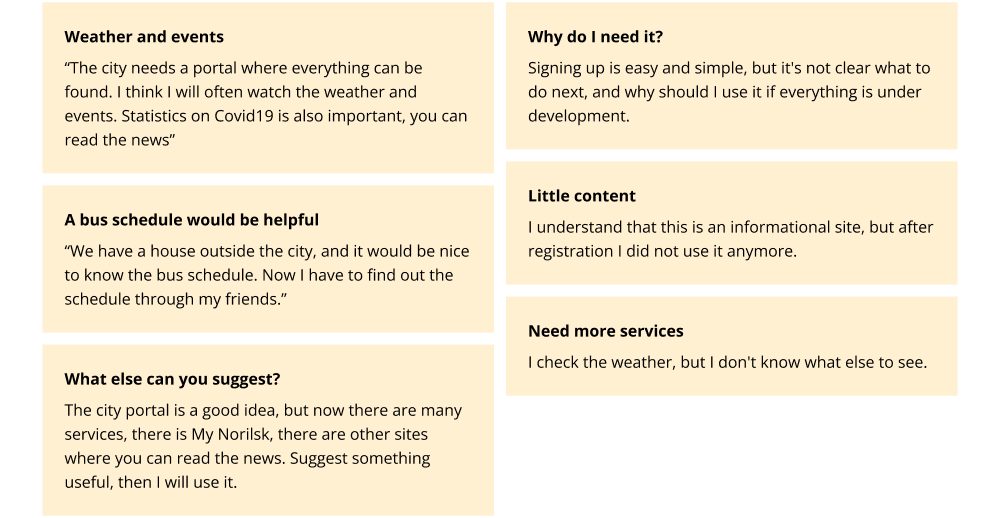 Weather and events
“The city needs a portal where everything can be
found. I think I will often watch the weather and
events. Statistics on Covid19 is also important, you can
read the news”
A bus schedule would be helpful
“We have a house outside the city, and it would be nice
to know the bus schedule. Now I have to find out the
schedule through my friends.”
What else can you suggest?
The city portal is a good idea, but now there are many
services, there is My Norilsk, there are other sites
where you can read the news. Suggest something
useful, then I will use it.
Why do I need it?
Signing up is easy and simple, but it's not clear what to
do next, and why should I use it if everything is under
development.
Little content
I understand that this is an informational site, but after
registration I did not use it anymore.
Need more services
I check the weather, but I don't know what else to see.